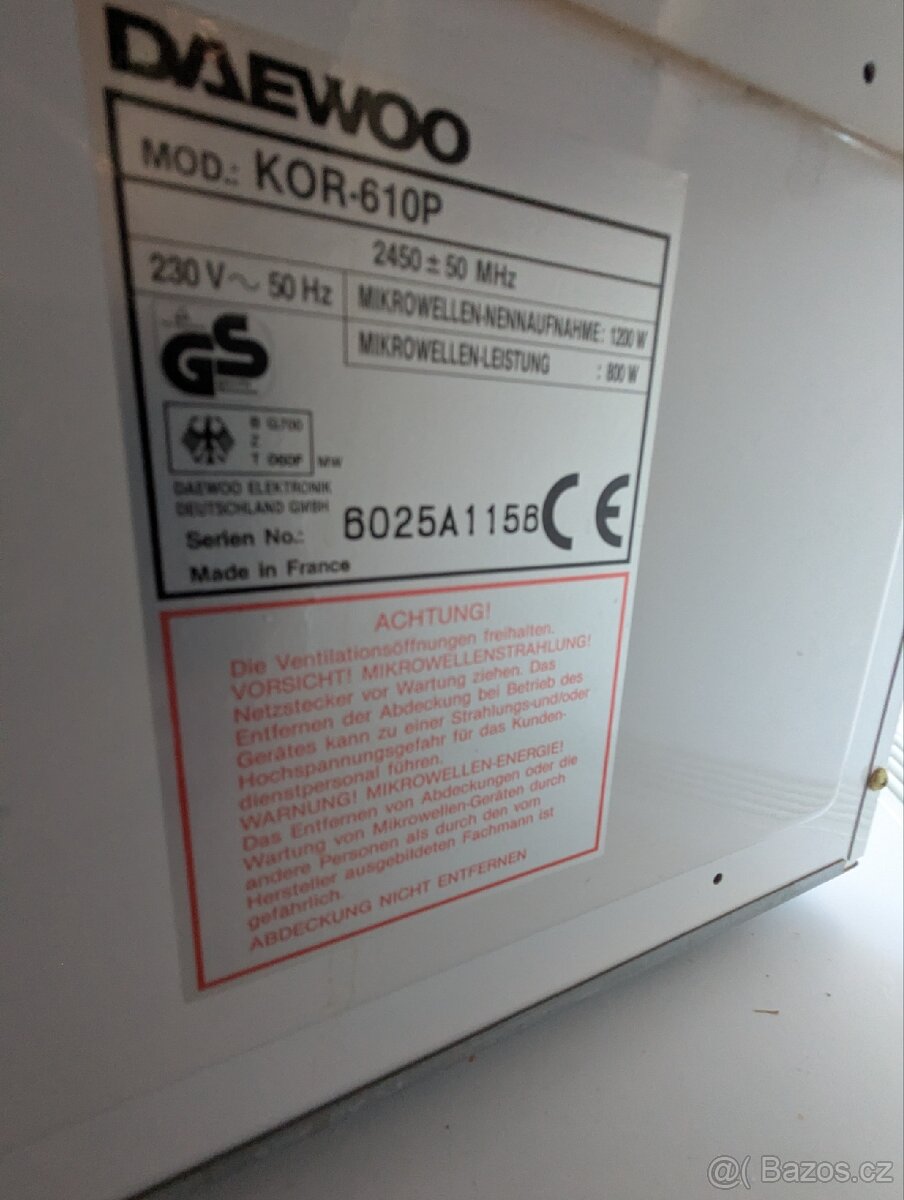 DAEWOO
MOD.: KOR-610P
2450 ± 50 MHz
230 V ~ 50 Hz
MIKROWELLEN-NENNAUFNAHME: 1200 W
MIKROWELLEN-LEISTUNG : 800 W
GS
B
Z
T
MW
DAEWOO ELEKTRONIK
DEUTSCHLAND GMBH
Serien No.: 6025A1156
CE
Made in France
ACHTUNG!
Die Ventilationsöffnungen freihalten.
VORSICHT! MIKROWELLENSTRAHLUNG!
Netzstecker vor Wartung ziehen. Das
Entfernen der Abdeckung bei Betrieb des
Gerätes kann zu einer Strahlungs-und/oder
Hochspannungsgefahr für das Kunden-
dienstpersonal führen.
WARNUNG! MIKROWELLEN-ENERGIE!
Das Entfernen von Abdeckungen oder die
Wartung von Mikrowellen-Geräten durch
andere Personen als durch den vom
Hersteller ausgebildeten Fachmann ist
gefährlich.
ABDECKUNG NICHT ENTFERNEN
@( Bazos.cz